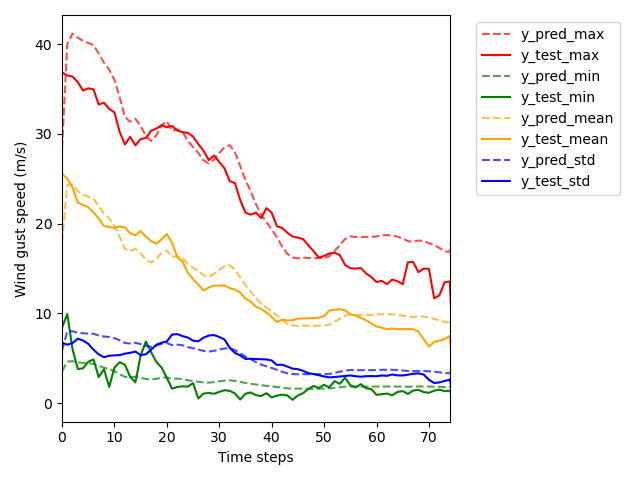 y_pred_max
y_test_max
y_pred_min
y_test_min
y_pred_mean
y_test_mean
y_pred_std
y_test_std
Wind gust speed (m/s)
40
30
20
10
0
0 10 20 30 40 50 60 70
Time steps